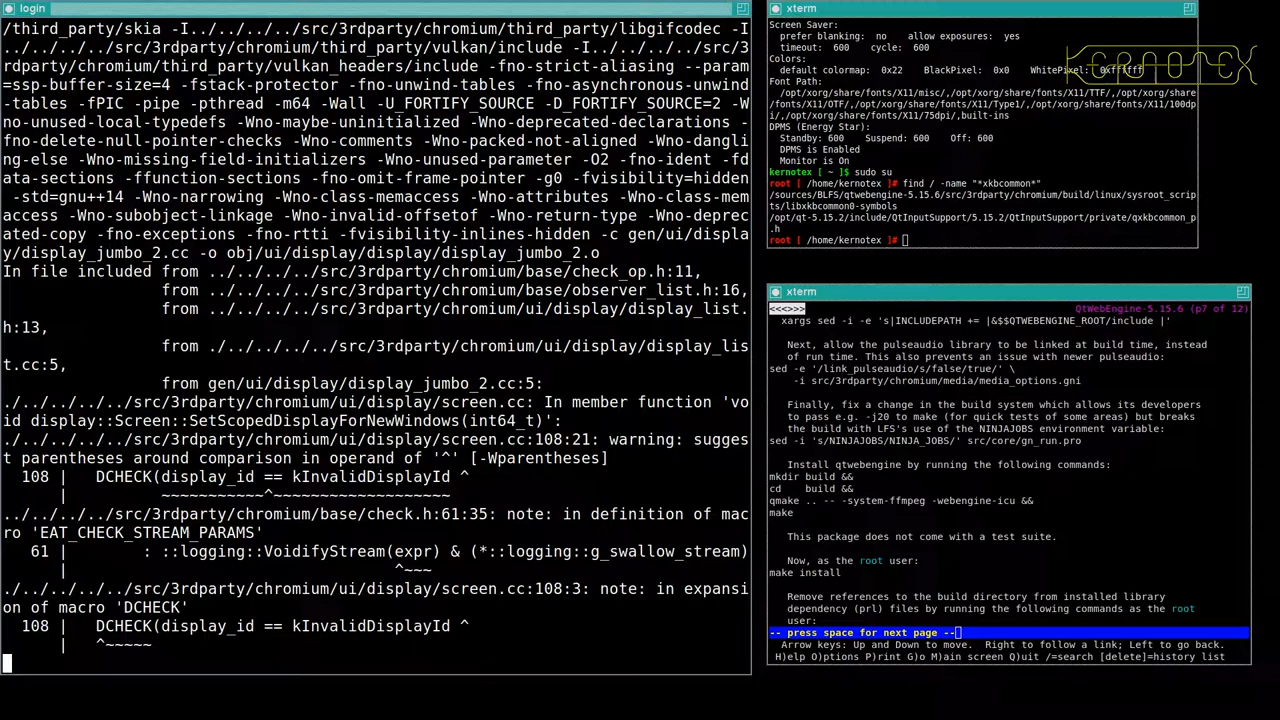 login
/third_party/skia -I../../../../src/3rdparty/chromium/third_party/libgifcodec -I
../../../../src/3rdparty/chromium/third_party/vulkan/include -I../../../../src/3
rdparty/chromium/third_party/vulkan_headers/include -fno-strict-aliasing --param
=ssp-buffer-size=4 -fstack-protector -fno-unwind-tables -fno-asynchronous-unwind
-tables -fPIC -pipe -pthread -m64 -Wall -U_FORTIFY_SOURCE -D_FORTIFY_SOURCE=2 -W
no-unused-local-typedefs -Wno-maybe-uninitialized -Wno-deprecated-declarations -
fno-delete-null-pointer-checks -Wno-comments -Wno-packed-not-aligned -Wno-dangli
ng-else -Wno-missing-field-initializers -Wno-unused-parameter -O2 -fno-ident -fd
ata-sections -ffunction-sections -fno-omit-frame-pointer -g0 -fvisibility=hidden
 -std=gnu++14 -Wno-narrowing -Wno-class-memaccess -Wno-attributes -Wno-class-mem
access -Wno-subobject-linkage -Wno-invalid-offsetof -Wno-return-type -Wno-deprec
ated-copy -fno-exceptions -fno-rtti -fvisibility-inlines-hidden -c gen/ui/displa
y/display_jumbo_2.cc -o obj/ui/display/display/display_jumbo_2.o
In file included from ../../../../src/3rdparty/chromium/base/check_op.h:11,
from ../../../../src/3rdparty/chromium/base/observer_list.h:16,
from ../../../../src/3rdparty/chromium/ui/display/display_list.
h:13,
from ./../../../../src/3rdparty/chromium/ui/display/display_lis
t.cc:5,
from gen/ui/display/display_jumbo_2.cc:5:
./../../../../src/3rdparty/chromium/ui/display/screen.cc: In member function 'vo
id display::Screen::SetScopedDisplayForNewWindows(int64_t)':
./../../../../src/3rdparty/chromium/ui/display/screen.cc:108:21: warning: sugges
t parentheses around comparison in operand of '^' [-Wparentheses]
108 |   DCHECK(display_id == kInvalidDisplayId ^
|          ~~~~~~~~~~~^~~~~~~~~~~~~~~~~~~~
../../../../src/3rdparty/chromium/base/check.h:61:35: note: in definition of mac
ro 'EAT_CHECK_STREAM_PARAMS'
61 |         : ::logging::VoidifyStream(expr) & (*::logging::g_swallow_stream)
|                                    ^~~~
./../../../../src/3rdparty/chromium/ui/display/screen.cc:108:3: note: in expansi
on of macro 'DCHECK'
108 |   DCHECK(display_id == kInvalidDisplayId ^
|   ^~~~~~
xterm
Screen Saver:
prefer blanking:  no    allow exposures:  yes
timeout:  600    cycle:  600
Colors:
default colormap:  0x22    BlackPixel:  0x0    WhitePixel:  0xffffff
Font Path:
/opt/xorg/share/fonts/X11/misc/,/opt/xorg/share/fonts/X11/TTF/,/opt/xorg/share
/fonts/X11/OTF/,/opt/xorg/share/fonts/X11/Type1/,/opt/xorg/share/fonts/X11/100dp
i/,/opt/xorg/share/fonts/X11/75dpi/,built-ins
DPMS (Energy Star):
Standby: 600    Suspend: 600    Off: 600
DPMS is Enabled
Monitor is On
kernotex [ ~ ]$ sudo su
root [ /home/kernotex ]# find / -name "*xkbcommon*"
/sources/BLFS/qtwebengine-5.15.6/src/3rdparty/chromium/build/linux/sysroot_scrip
ts/libxkbcommon0-symbols
/opt/qt-5.15.2/include/QtInputSupport/5.15.2/QtInputSupport/private/qxkbcommon_p
.h
root [ /home/kernotex ]#
KERNOTEX
xterm
<<<>>> QtWebEngine-5.15.6 (p7 of 12)
xargs sed -i -e 's|INCLUDEPATH += |&$$QTWEBENGINE_ROOT/include |'
Next, allow the pulseaudio library to be linked at build time, instead
of run time. This also prevents an issue with newer pulseaudio:
sed -e '/link_pulseaudio/s/false/true/' \
-i src/3rdparty/chromium/media/media_options.gni
Finally, fix a change in the build system which allows its developers
to pass e.g. -j20 to make (for quick tests of some areas) but breaks
the build with LFS's use of the NINJAJOBS environment variable:
sed -i 's/NINJAJOBS/NINJA_JOBS/' src/core/gn_run.pro
Install qtwebengine by running the following commands:
mkdir build &&
cd    build &&
qmake .. -- -system-ffmpeg -webengine-icu &&
make
This package does not come with a test suite.
Now, as the root user:
make install
Remove references to the build directory from installed library
dependency (prl) files by running the following commands as the root
user:
-- press space for next page --
Arrow keys: Up and Down to move.  Right to follow a link; Left to go back.
H)elp O)ptions P)rint G)o M)ain screen Q)uit /=search [delete]=history list